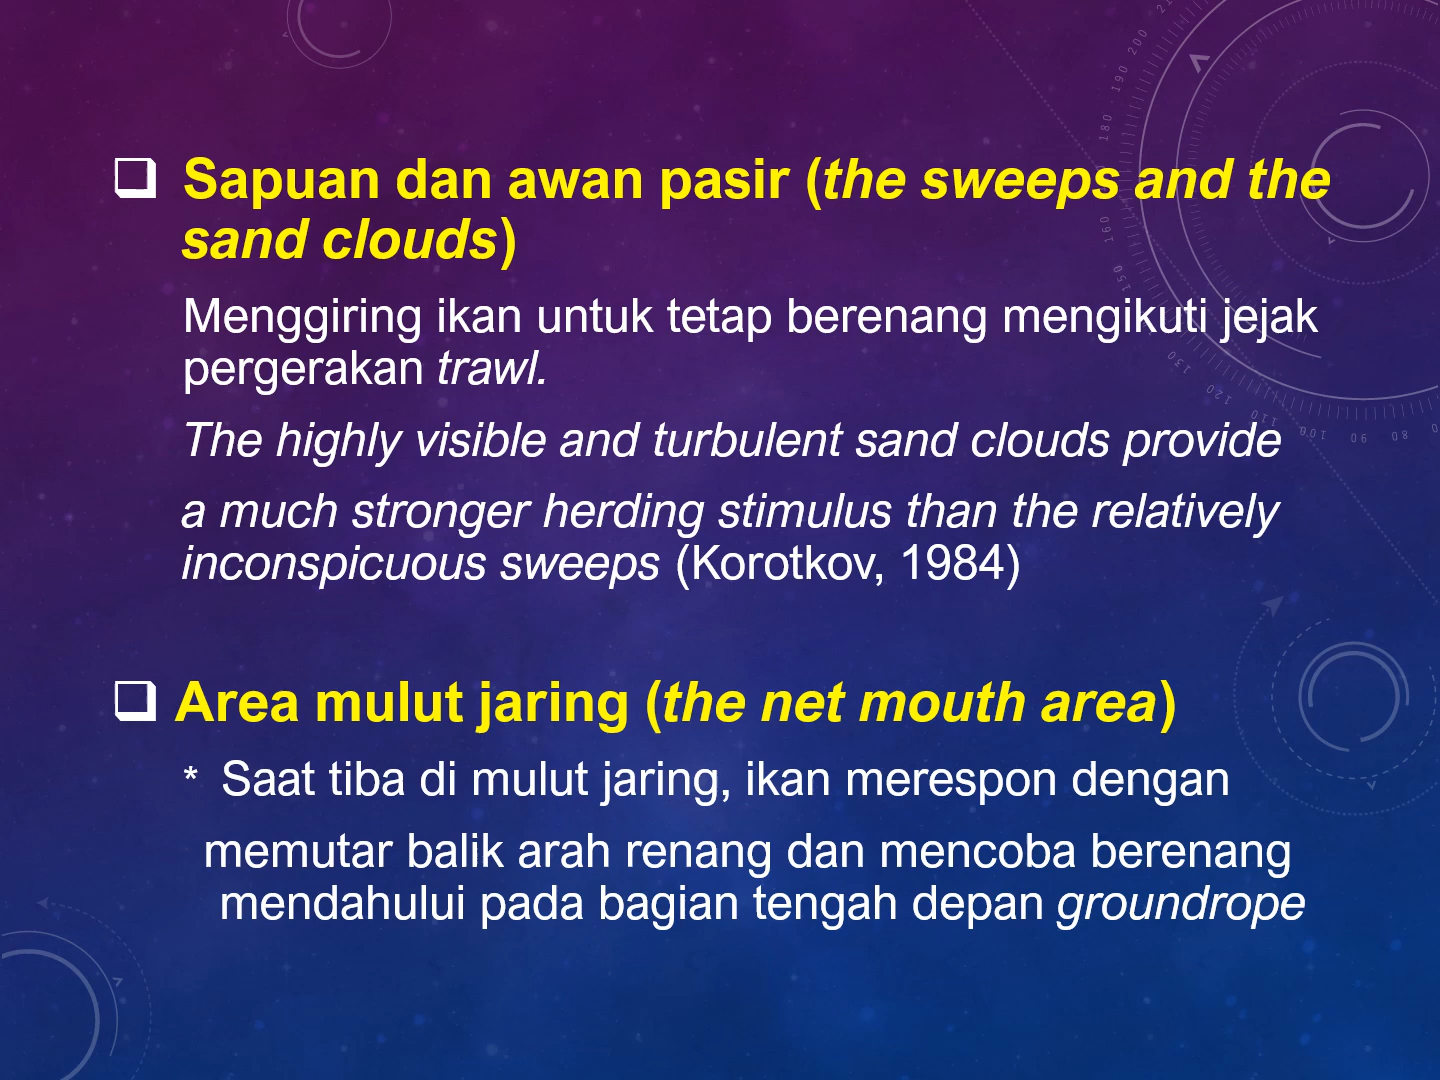 ❑ Sapuan dan awan pasir (the sweeps and the
sand clouds)
Menggiring ikan untuk tetap berenang mengikuti jejak
pergerakan trawl.
The highly visible and turbulent sand clouds provide
a much stronger herding stimulus than the relatively
inconspicuous sweeps (Korotkov, 1984)
❑ Area mulut jaring (the net mouth area)
* Saat tiba di mulut jaring, ikan merespon dengan
memutar balik arah renang dan mencoba berenang
mendahului pada bagian tengah depan groundrope